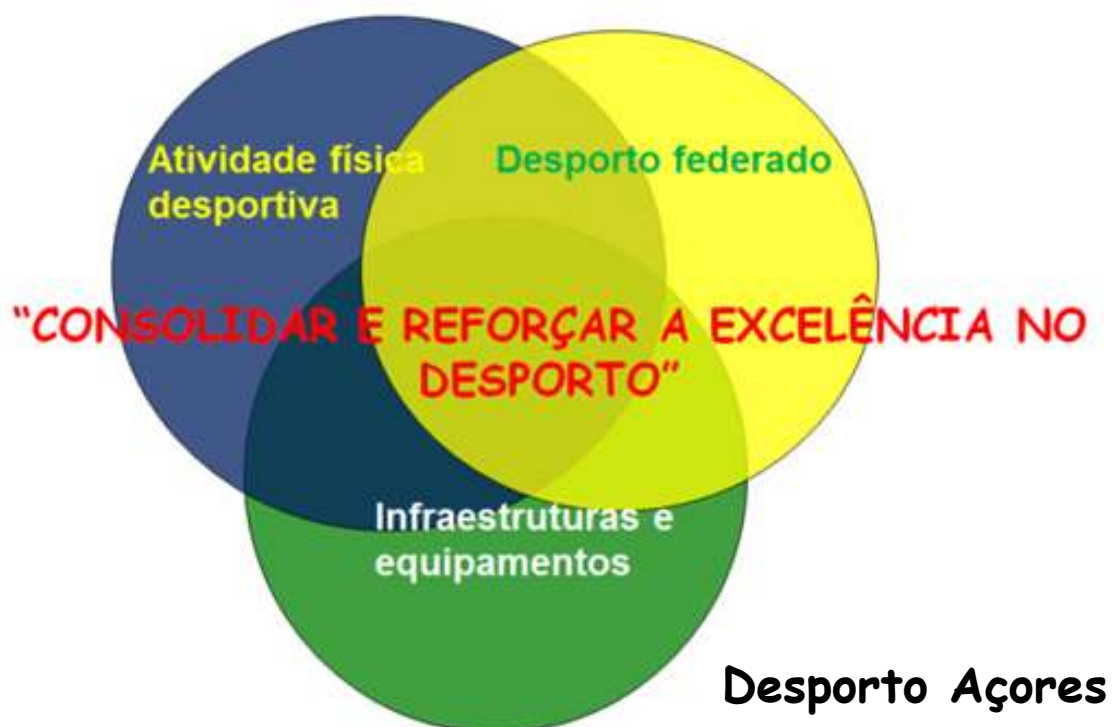 Atividade física
desportiva
Desporto federado
“CONSOLIDAR E REFORÇAR A EXCELÊNCIA NO
DESPORTO”
Infraestruturas e
equipamentos
Desporto Açores